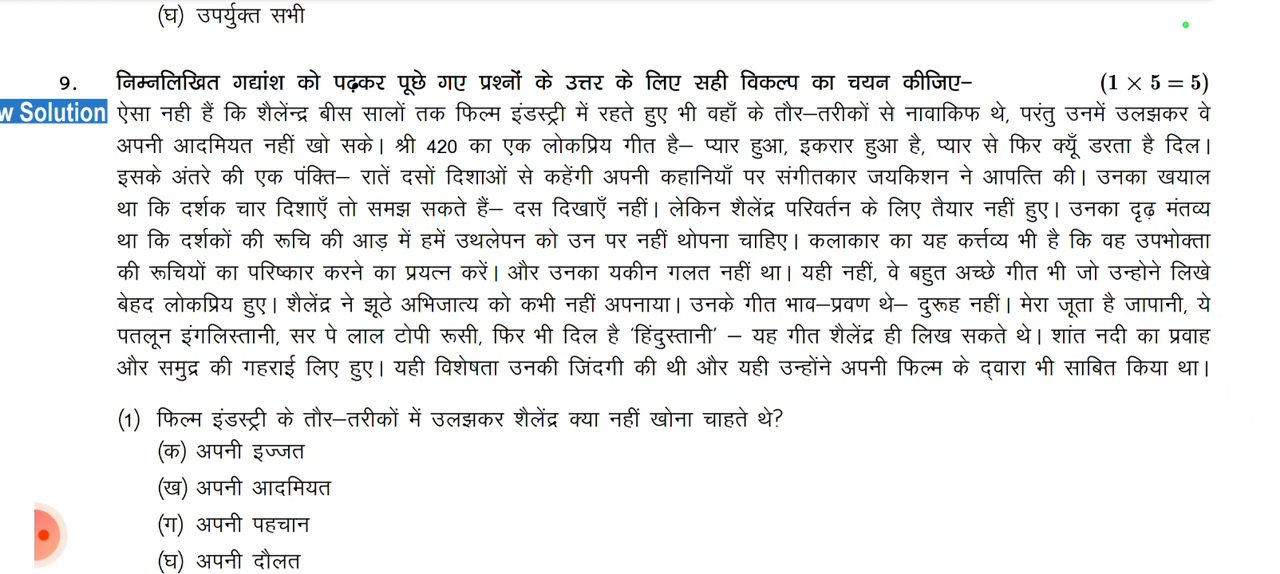 (घ) उपर्युक्त सभी
9. निम्नलिखित गद्यांश को पढ़कर पूछे गए प्रश्नों के उत्तर के लिए सही विकल्प का चयन कीजिए– (1 × 5 = 5)
w Solution ऐसा नही हैं कि शैलेंन्द्र बीस सालों तक फिल्म इंडस्ट्री में रहते हुए भी वहाँ के तौर–तरीकों से नावाकिफ थे, परंतु उनमें उलझकर वे
अपनी आदमियत नहीं खो सके। श्री 420 का एक लोकप्रिय गीत है– प्यार हुआ, इकरार हुआ है, प्यार से फिर क्यूँ डरता है दिल।
इसके अंतरे की एक पंक्ति– रातें दसों दिशाओं से कहेंगी अपनी कहानियाँ पर संगीतकार जयकिशन ने आपत्ति की। उनका खयाल
था कि दर्शक चार दिशाएँ तो समझ सकते हैं– दस दिखाएँ नहीं। लेकिन शैलेंद्र परिवर्तन के लिए तैयार नहीं हुए। उनका दृढ़ मंतव्य
था कि दर्शकों की रूचि की आड़ में हमें उथलेपन को उन पर नहीं थोपना चाहिए। कलाकार का यह कर्त्तव्य भी है कि वह उपभोक्ता
की रूचियों का परिष्कार करने का प्रयत्न करें। और उनका यकीन गलत नहीं था। यही नहीं, वे बहुत अच्छे गीत भी जो उन्होने लिखे
बेहद लोकप्रिय हुए। शैलेंद्र ने झूठे अभिजात्य को कभी नहीं अपनाया। उनके गीत भाव–प्रवण थे– दुरूह नहीं। मेरा जूता है जापानी, ये
पतलून इंगलिस्तानी, सर पे लाल टोपी रूसी, फिर भी दिल है 'हिंदुस्तानी' – यह गीत शैलेंद्र ही लिख सकते थे। शांत नदी का प्रवाह
और समुद्र की गहराई लिए हुए। यही विशेषता उनकी जिंदगी की थी और यही उन्होंने अपनी फिल्म के द्वारा भी साबित किया था।
(1) फिल्म इंडस्ट्री के तौर–तरीकों में उलझकर शैलेंद्र क्या नहीं खोना चाहते थे?
(क) अपनी इज्जत
(ख) अपनी आदमियत
(ग) अपनी पहचान
(घ) अपनी दौलत